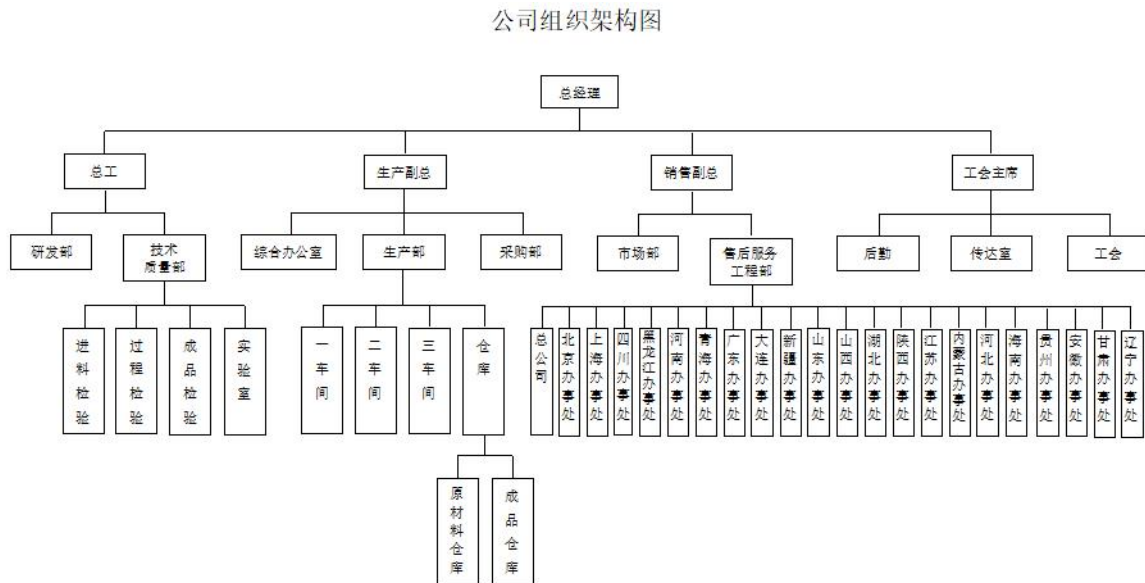 公司组织架构图
总经理
总工
生产副总
销售副总
工会主席
研发部
技术
质量部
综合办公室
生产部
采购部
市场部
售后服务
工程部
后勤
传达室
工会
进料检验
过程检验
成品检验
实验室
一车间
二车间
三车间
仓库
总公司
北京办事处
上海办事处
四川办事处
黑龙江办事处
河南办事处
青海办事处
广东办事处
大连办事处
新疆办事处
山东办事处
山西办事处
湖北办事处
陕西办事处
江苏办事处
内蒙古办事处
河北办事处
海南办事处
贵州办事处
安徽办事处
甘肃办事处
辽宁办事处
原材料仓库
成品仓库